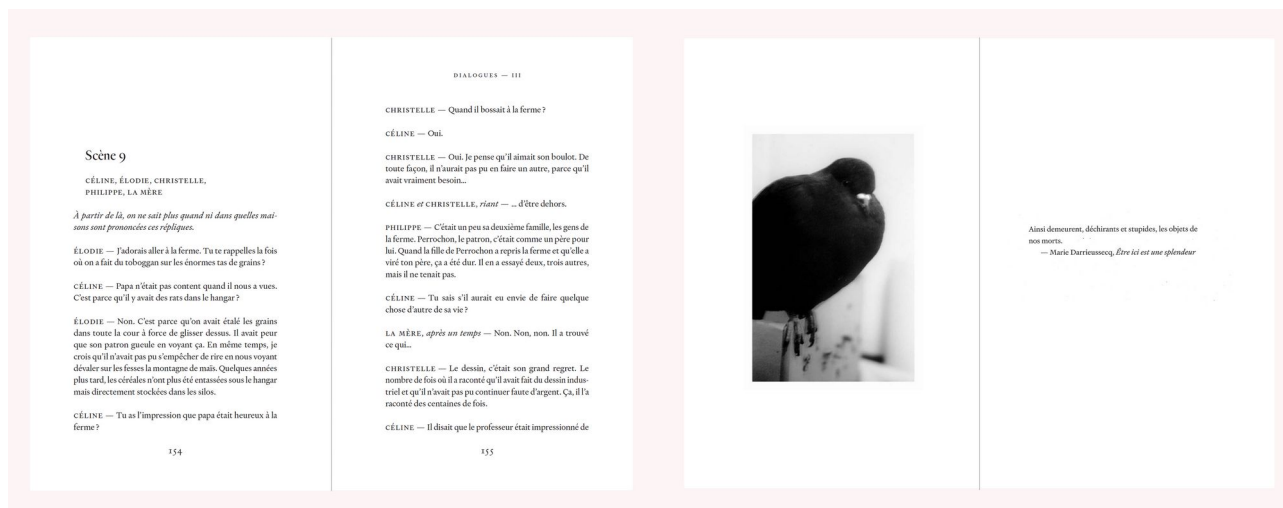 Scène 9
CÉLINE, ÉLODIE, CHRISTELLE,
PHILIPPE, LA MÈRE
À partir de là, on ne sait plus quand ni dans quelles mai-
sons sont prononcées ces répliques.
ÉLODIE — J’adorais aller à la ferme. Tu te rappelles la fois
où on a fait du toboggan sur les énormes tas de grains ?
CÉLINE — Papa n’était pas content quand il nous a vues.
C’est parce qu’il y avait des rats dans le hangar ?
ÉLODIE — Non. C’est parce qu’on avait étalé les grains
dans toute la cour à force de glisser dessus. Il avait peur
que son patron gueule en voyant ça. En même temps, je
crois qu’il n’avait pas pu s’empêcher de rire en nous voyant
dévaler sur les fesses la montagne de maïs. Quelques années
plus tard, les céréales n’ont plus été entassées sous le hangar
mais directement stockées dans les silos.
CÉLINE — Tu as l’impression que papa était heureux à la
ferme ?
154
DIALOGUES — III
CHRISTELLE — Quand il bossait à la ferme ?
CÉLINE — Oui.
CHRISTELLE — Oui. Je pense qu’il aimait son boulot. De
toute façon, il n’aurait pas pu en faire un autre, parce qu’il
avait vraiment besoin…
CÉLINE et CHRISTELLE, riant — … d’être dehors.
PHILIPPE — C’était un peu sa deuxième famille, les gens de
la ferme. Perrochon, le patron, c’était comme un père pour
lui. Quand la fille de Perrochon a repris la ferme et qu’elle a
viré ton père, ça a été dur. Il en a essayé deux, trois autres,
mais il ne tenait pas.
CÉLINE — Tu sais s’il aurait eu envie de faire quelque
chose d’autre de sa vie ?
LA MÈRE, après un temps — Non. Non, non. Il a trouvé
ce qui…
CHRISTELLE — Le dessin, c’était son grand regret. Le
nombre de fois où il a raconté qu’il avait fait du dessin indus-
triel et qu’il n’avait pas pu continuer faute d’argent. Ça, il l’a
raconté des centaines de fois.
CÉLINE — Il disait que le professeur était impressionné de
155
Ainsi demeurent, déchirants et stupides, les objets de
nos morts.
— Marie Darrieussecq, Être ici est une splendeur